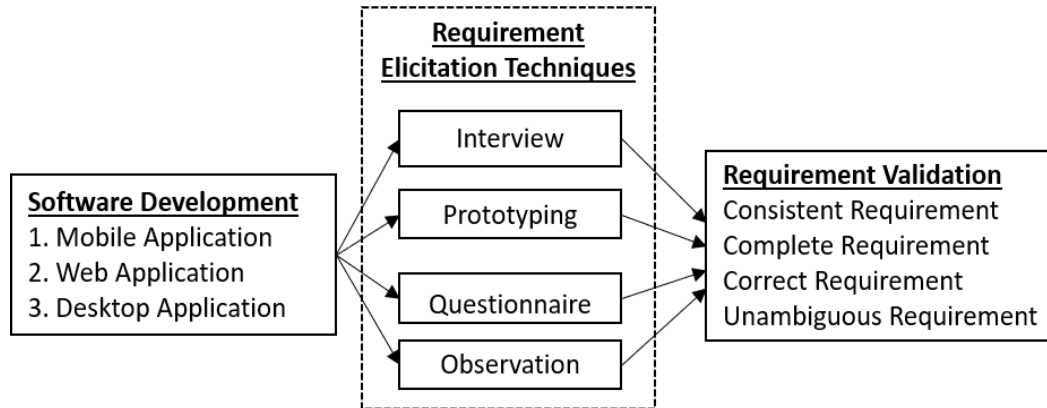 Requirement
Elicitation Techniques
Interview
Prototyping
Questionnaire
Observation
Software Development
1. Mobile Application
2. Web Application
3. Desktop Application
Requirement Validation
Consistent Requirement
Complete Requirement
Correct Requirement
Unambiguous Requirement